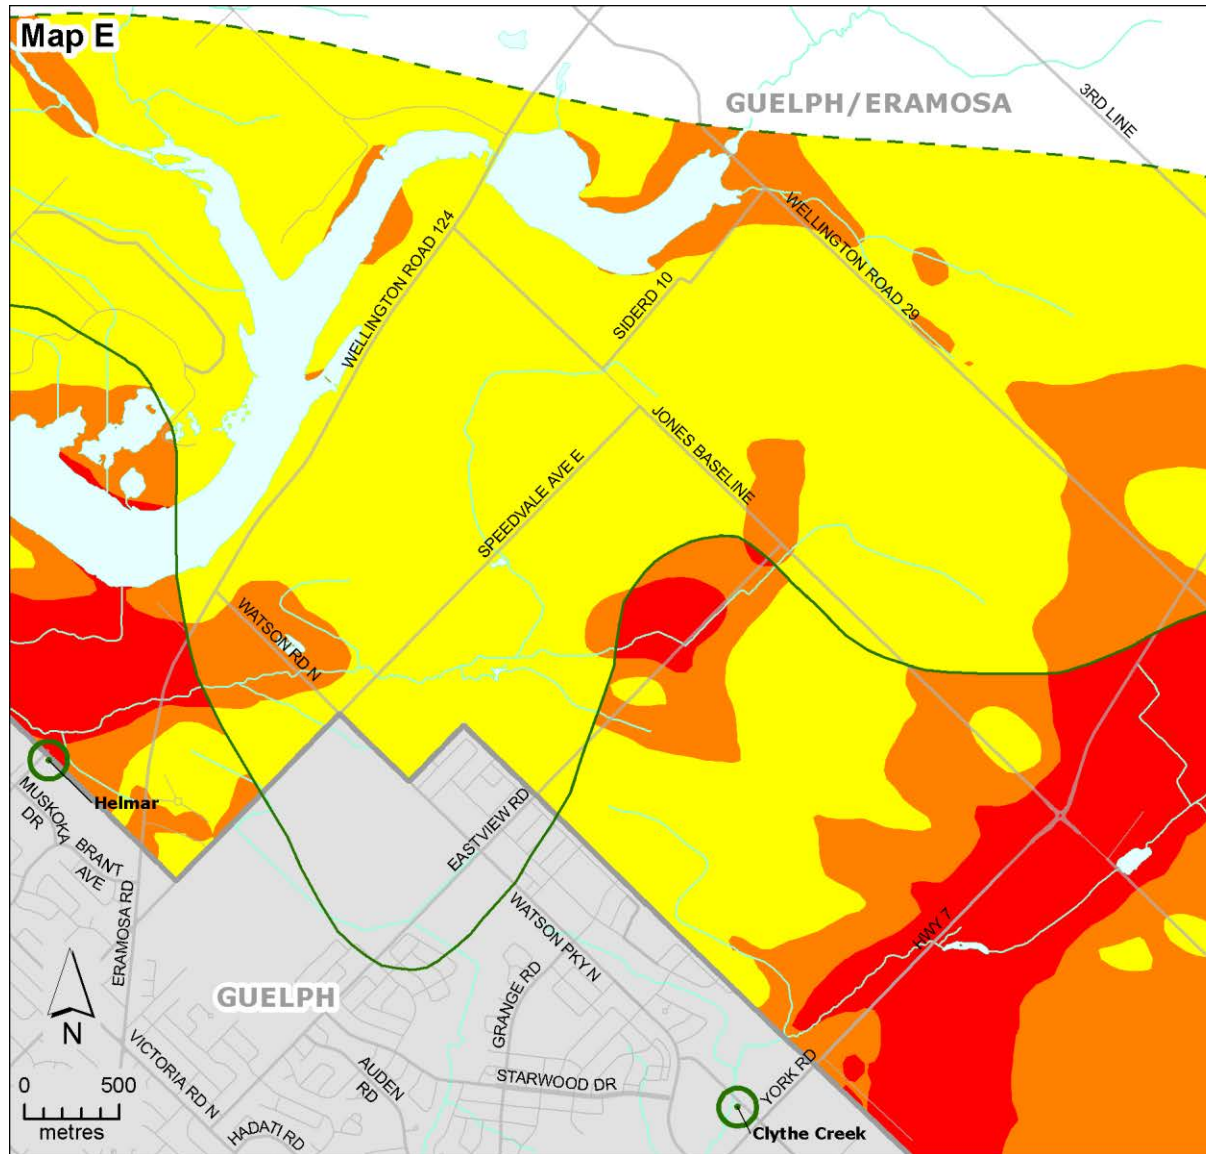 Map E
GUELPH/ERAMOSA
3RD LINE
WELLINGTON ROAD 124
WELLINGTON ROAD 29
SIDERD 10
JONES BASELINE
SPEEDVALE AVE E
WATSON RD N
Helmar
MUSKOKA
DR
BRANT
AVE
ERAMOSA RD
EASTVIEW RD
WATSON PKY N
HWY 7
GUELPH
GRANGE RD
N
VICTORIA RD N
AUDEN
RD
STARWOOD DR
YORK RD
0 500
metres
HADATI RD
Clythe Creek